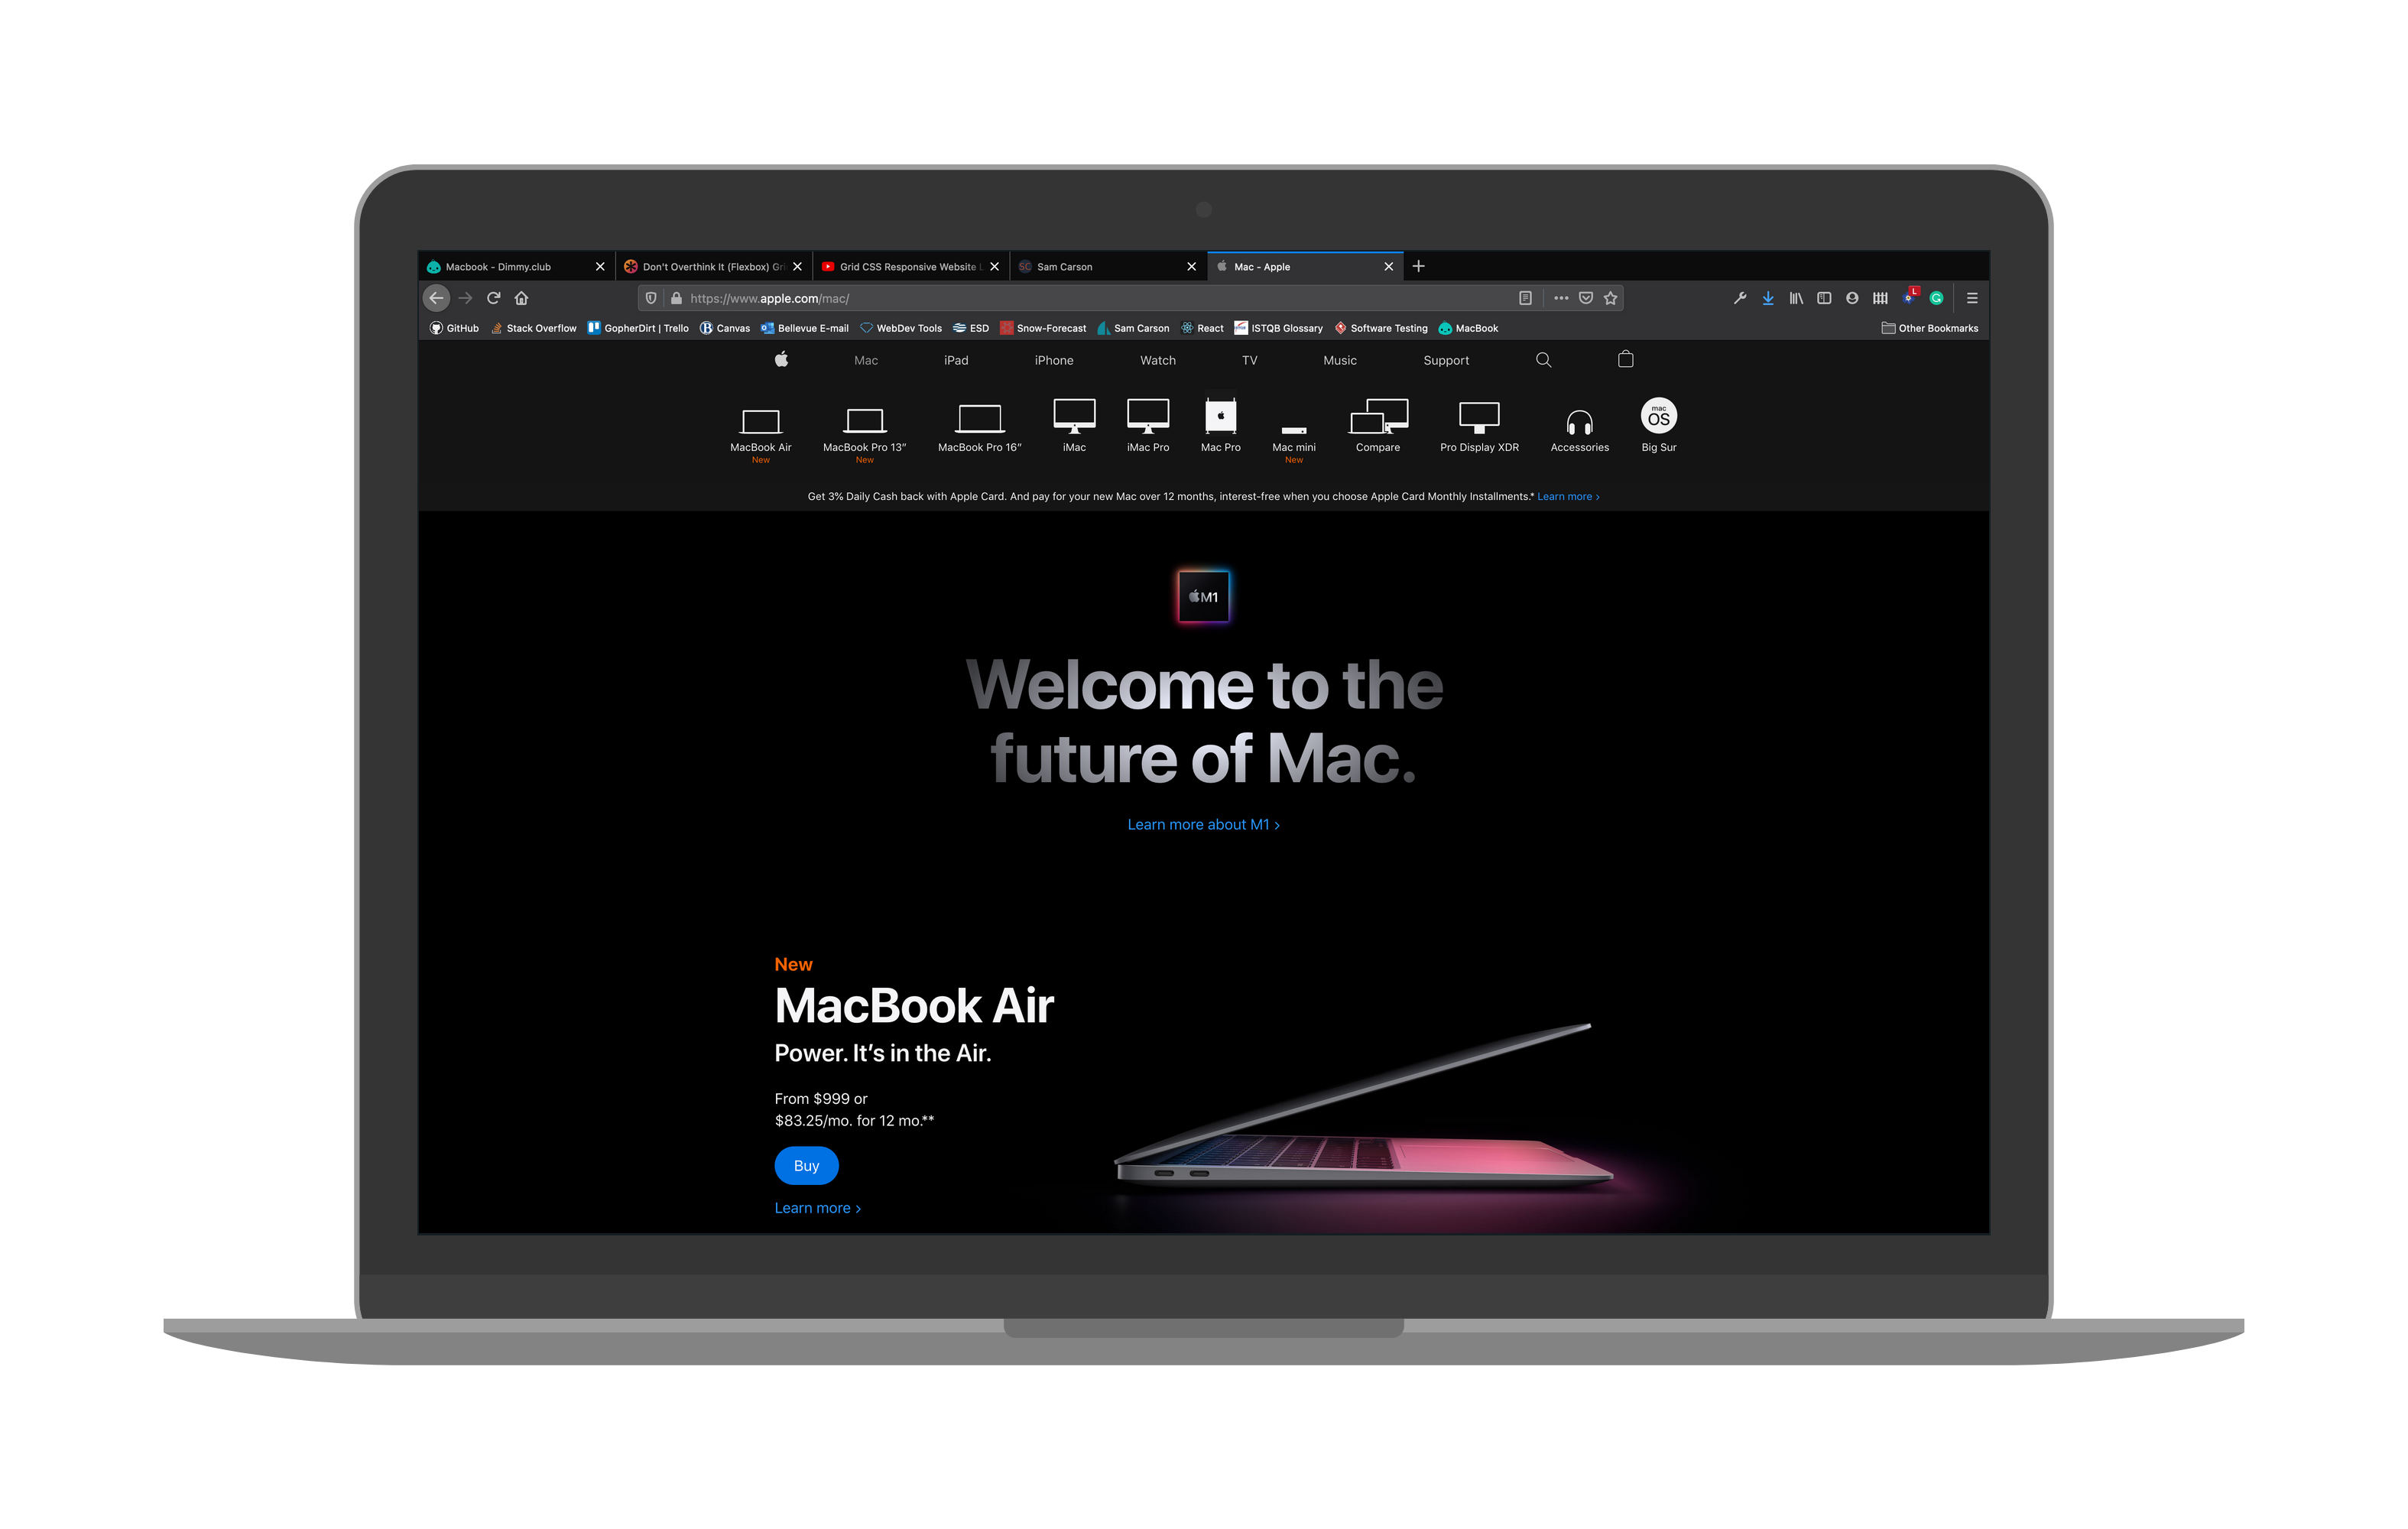 Macbook - Dimmy.club
Don't Overthink It (Flexbox) Gri
Grid CSS Responsive Website L
SC Sam Carson
Mac - Apple
https://www.apple.com/mac/
L
GitHub Stack Overflow GopherDirt | Trello Canvas Bellevue E-mail WebDev Tools ESD Snow-Forecast Sam Carson React ISTQB Glossary Software Testing MacBook Other Bookmarks
Mac iPad iPhone Watch TV Music Support
mac
OS
MacBook Air MacBook Pro 13” MacBook Pro 16” iMac iMac Pro Mac Pro Mac mini Compare Pro Display XDR Accessories Big Sur
New New New
Get 3% Daily Cash back with Apple Card. And pay for your new Mac over 12 months, interest-free when you choose Apple Card Monthly Installments.* Learn more >
M1
Welcome to the
future of Mac.
Learn more about M1 >
New
MacBook Air
Power. It’s in the Air.
From $999 or
$83.25/mo. for 12 mo.**
Buy
Learn more >